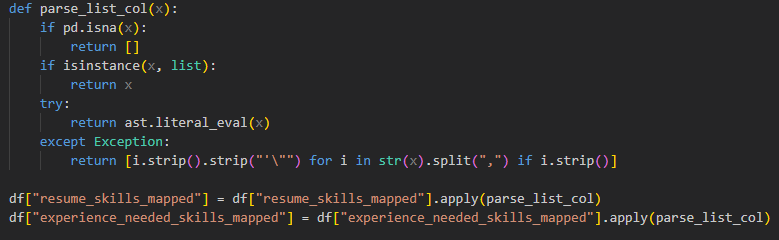 def parse_list_col(x):
    if pd.isna(x):
        return []
    if isinstance(x, list):
        return x
    try:
        return ast.literal_eval(x)
    except Exception:
        return [i.strip().strip("'\"") for i in str(x).split(",") if i.strip()]

df["resume_skills_mapped"] = df["resume_skills_mapped"].apply(parse_list_col)
df["experience_needed_skills_mapped"] = df["experience_needed_skills_mapped"].apply(parse_list_col)